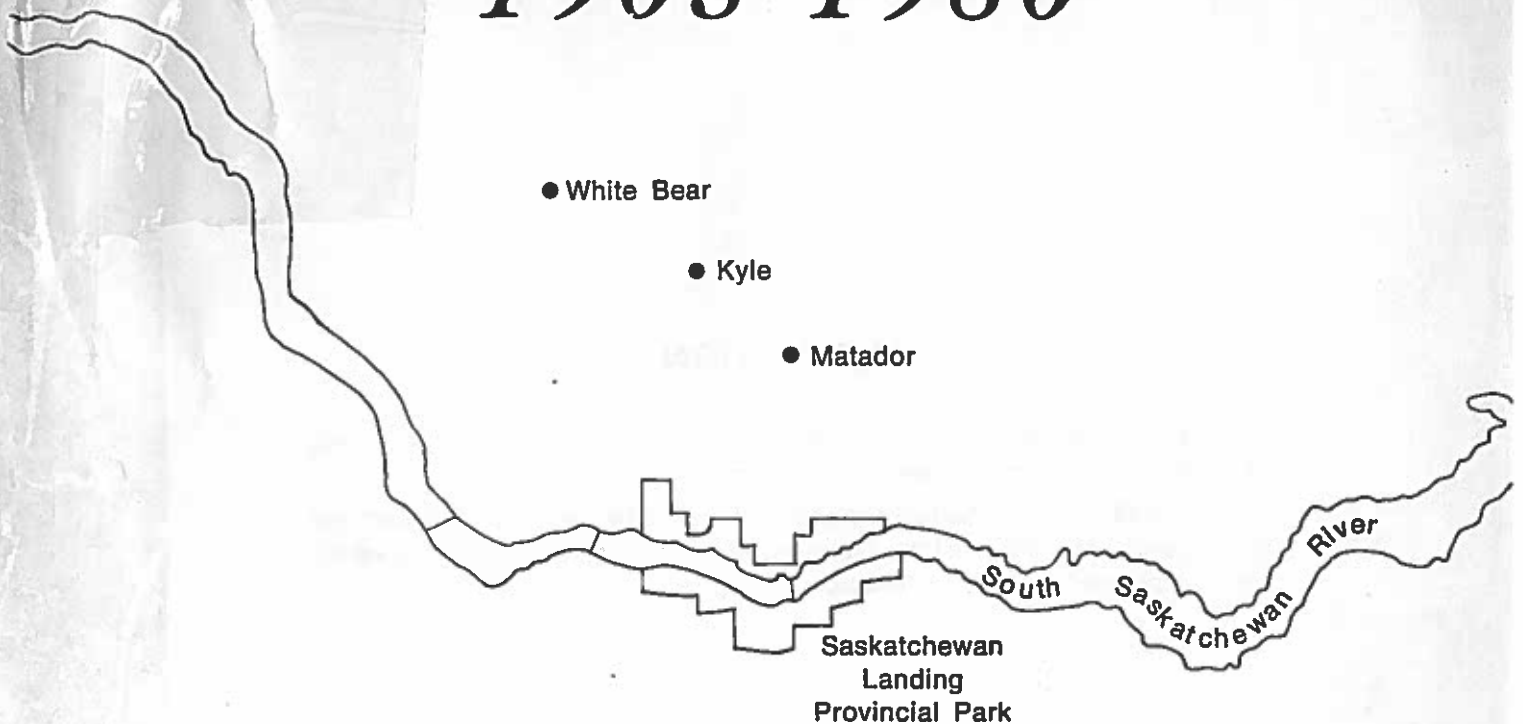 White Bear
Kyle
Matador
South Saskatchewan River
Saskatchewan
Landing
Provincial Park